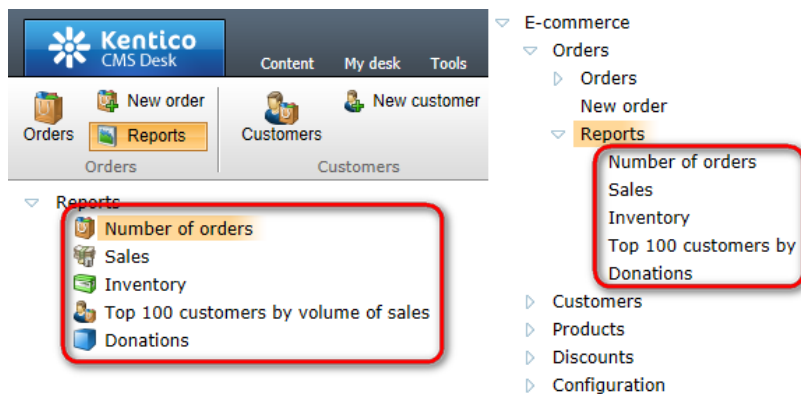 Kentico
CMS Desk
Content My desk Tools
Orders
New order
Reports
Orders
Customers
New customer
Customers
Reports
Number of orders
Sales
Inventory
Top 100 customers by volume of sales
Donations
E-commerce
Orders
Orders
New order
Reports
Number of orders
Sales
Inventory
Top 100 customers by
Donations
Customers
Products
Discounts
Configuration